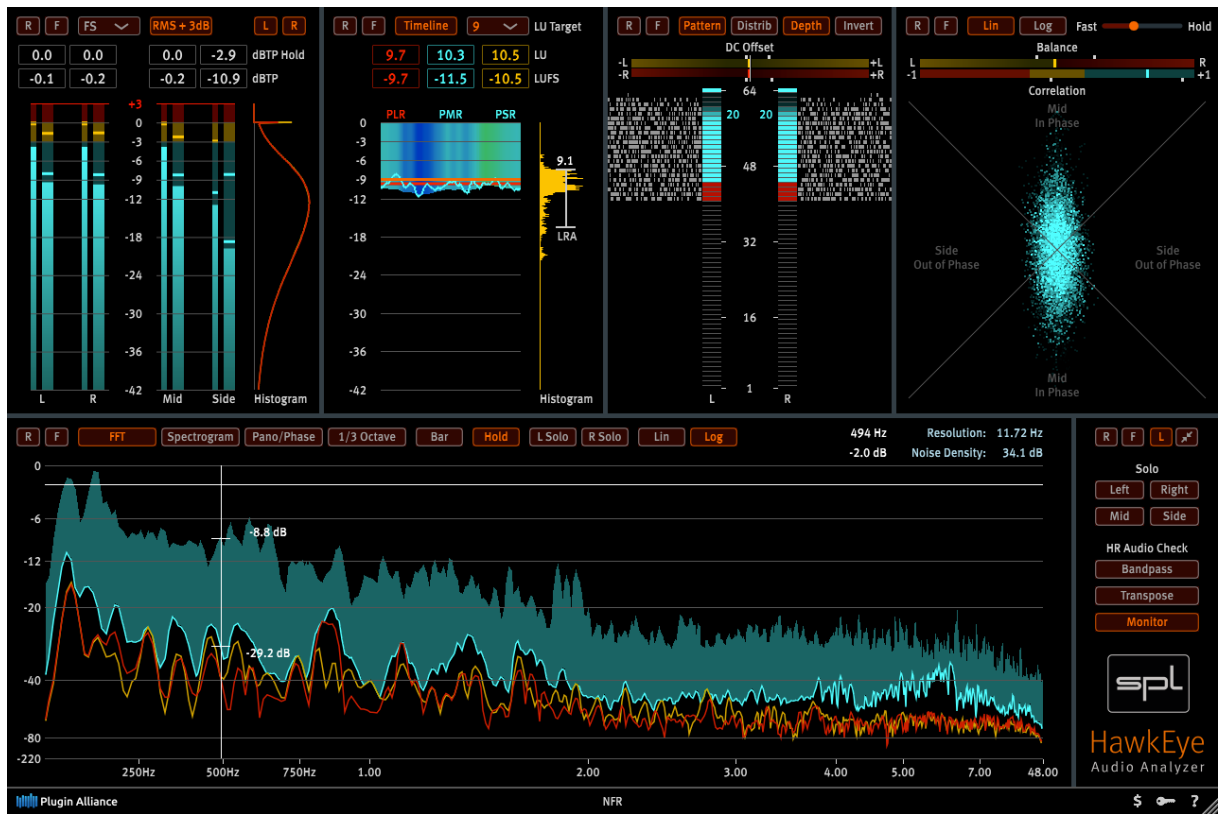 R F FS RMS + 3dB L R
0.0 0.0 0.0 -2.9 dBTP Hold
-0.1 -0.2 -0.2 -10.9 dBTP
+3
0
-3
-6
-9
-12
-18
-24
-30
-36
-42
L R Mid Side Histogram
R F Timeline 9 LU Target
9.7 10.3 10.5 LU
-9.7 -11.5 -10.5 LUFS
PLR PMR PSR
0
-3
-6
-9
-12
-18
-24
-30
-36
-42
9.1
LRA
Histogram
R F Pattern Distrib Depth Invert
DC Offset
-L +L
-R +R
64
20 20
48
32
16
1
L R
R F Lin Log Fast Hold
Balance
L R
-1 +1
Correlation
Mid
In Phase
Side
Out of Phase
Side
Out of Phase
Mid
In Phase
R F FFT Spectrogram Pano/Phase 1/3 Octave Bar Hold L Solo R Solo Lin Log
494 Hz Resolution: 11.72 Hz
-2.0 dB Noise Density: 34.1 dB
0
-6
-12
-20
-40
-80
-220
-8.8 dB
-29.2 dB
250Hz 500Hz 750Hz 1.00 2.00 3.00 4.00 5.00 7.00 48.00
R F L
Solo
Left Right
Mid Side
HR Audio Check
Bandpass
Transpose
Monitor
spl
HawkEye
Audio Analyzer
Plugin Alliance NFR $ ?